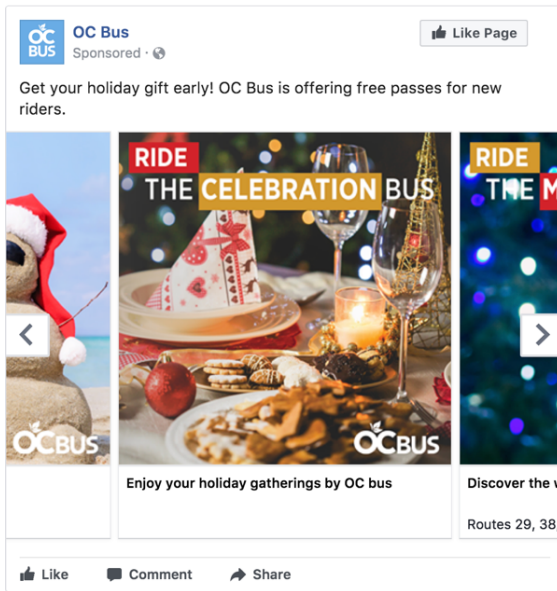 OC
BUS
OC Bus
Sponsored ·
Like Page
Get your holiday gift early! OC Bus is offering free passes for new
riders.
OCBUS
RIDE
THE CELEBRATION BUS
OCBUS
Enjoy your holiday gatherings by OC bus
RIDE
THE
Discover the
Routes 29, 38,
Like
Comment
Share